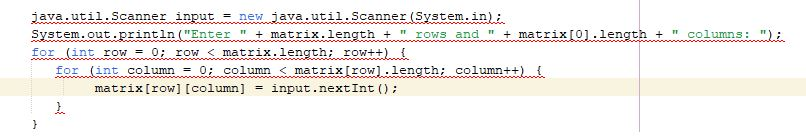 java.util.Scanner input = new java.util.Scanner(System.in);
System.out.println("Enter " + matrix.length + " rows and " + matrix[0].length + " columns: ");
for (int row = 0; row < matrix.length; row++) {
for (int column = 0; column < matrix[row].length; column++) {
matrix[row][column] = input.nextInt();
}
}